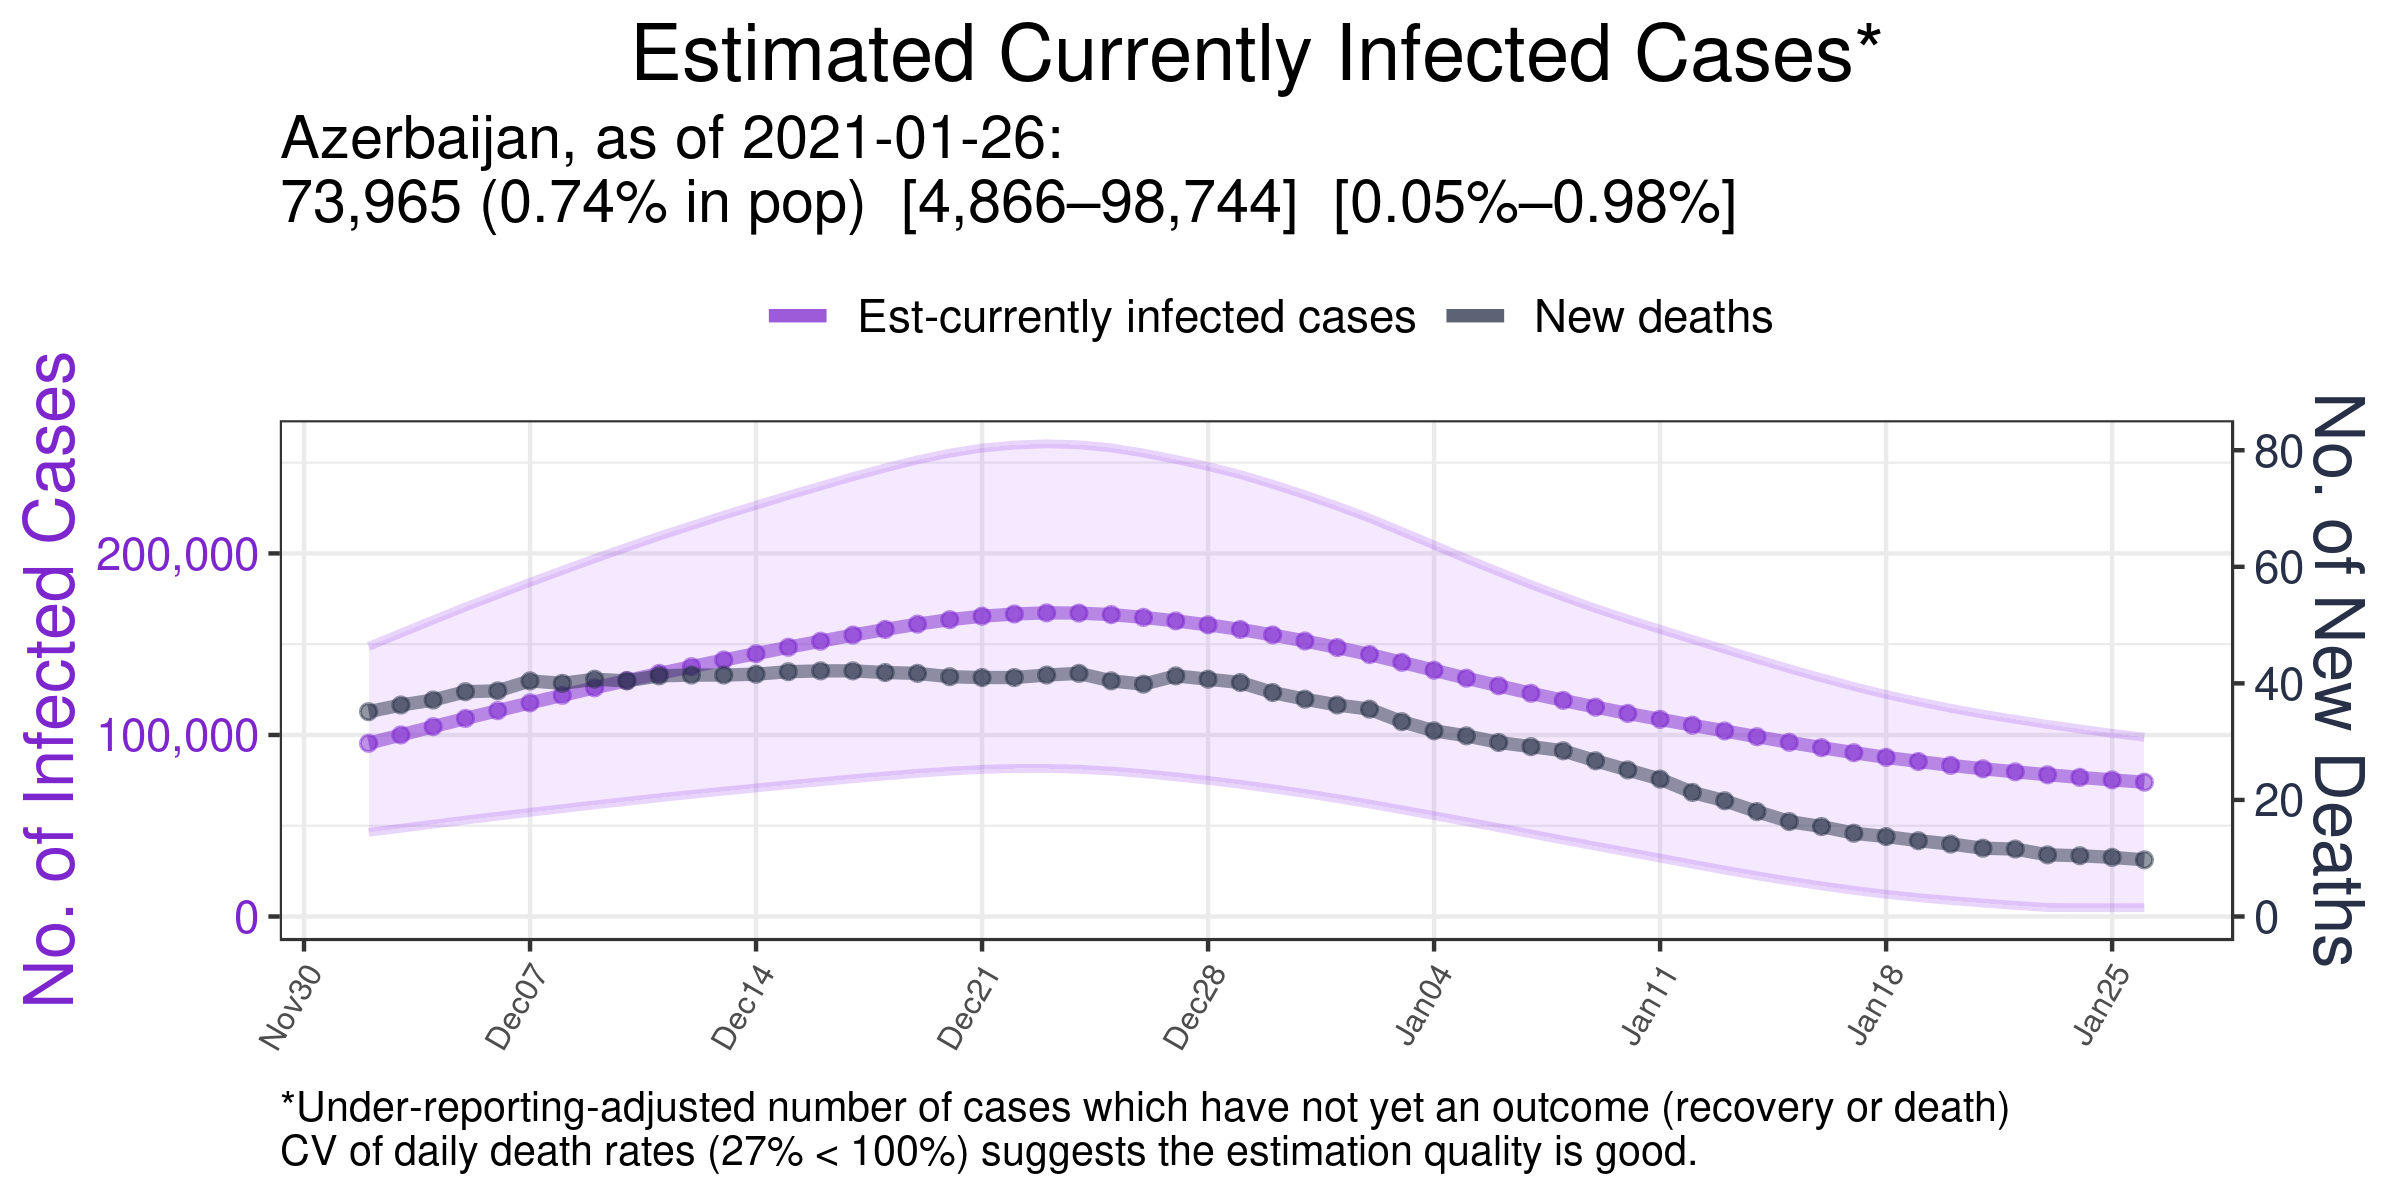 Estimated Currently Infected Cases*
Azerbaijan, as of 2021-01-26:
73,965 (0.74% in pop)  [4,866–98,744]  [0.05%–0.98%]
Est-currently infected cases
New deaths
No. of Infected Cases
200,000
100,000
0
80
60
40
20
0
No. of New Deaths
Nov30
Dec07
Dec14
Dec21
Dec28
Jan04
Jan11
Jan18
Jan25
*Under-reporting-adjusted number of cases which have not yet an outcome (recovery or death)
CV of daily death rates (27% < 100%) suggests the estimation quality is good.